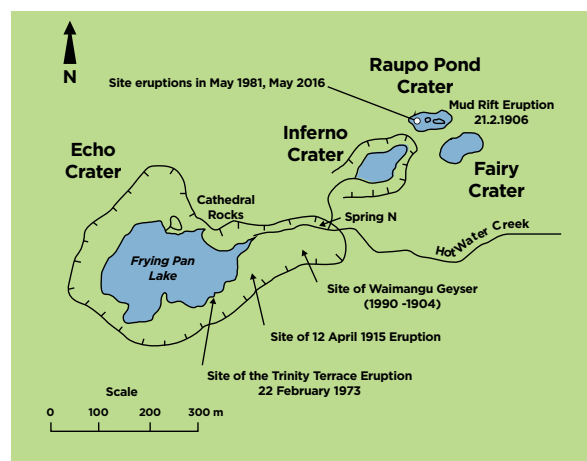 N
Raupo Pond
Crater
Site eruptions in May 1981, May 2016
Mud Rift Eruption
21.2.1906
Inferno
Crater
Echo
Crater
Fairy
Crater
Cathedral
Rocks
Spring N
HotWater Creek
Frying Pan
Lake
Site of Waimangu Geyser
(1990 -1904)
Site of 12 April 1915 Eruption
Site of the Trinity Terrace Eruption
22 February 1973
Scale
0 100 200 300 m